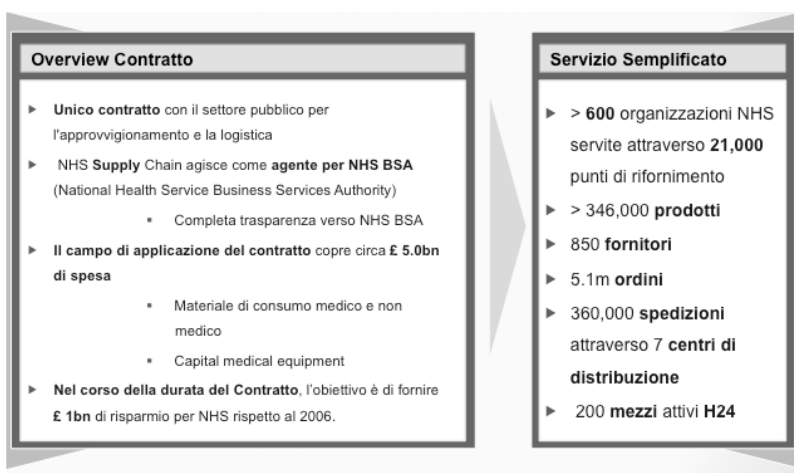 Overview Contratto
▶ Unico contratto con il settore pubblico per
l'approvvigionamento e la logistica
▶ NHS Supply Chain agisce come agente per NHS BSA
(National Health Service Business Services Authority)
▪ Completa trasparenza verso NHS BSA
▶ Il campo di applicazione del contratto copre circa £ 5.0bn
di spesa
▪ Materiale di consumo medico e non
medico
▪ Capital medical equipment
▶ Nel corso della durata del Contratto, l'obiettivo è di fornire
£ 1bn di risparmio per NHS rispetto al 2006.
Servizio Semplificato
▶ > 600 organizzazioni NHS
servite attraverso 21,000
punti di rifornimento
▶ > 346,000 prodotti
▶ 850 fornitori
▶ 5.1m ordini
▶ 360,000 spedizioni
attraverso 7 centri di
distribuzione
▶ 200 mezzi attivi H24